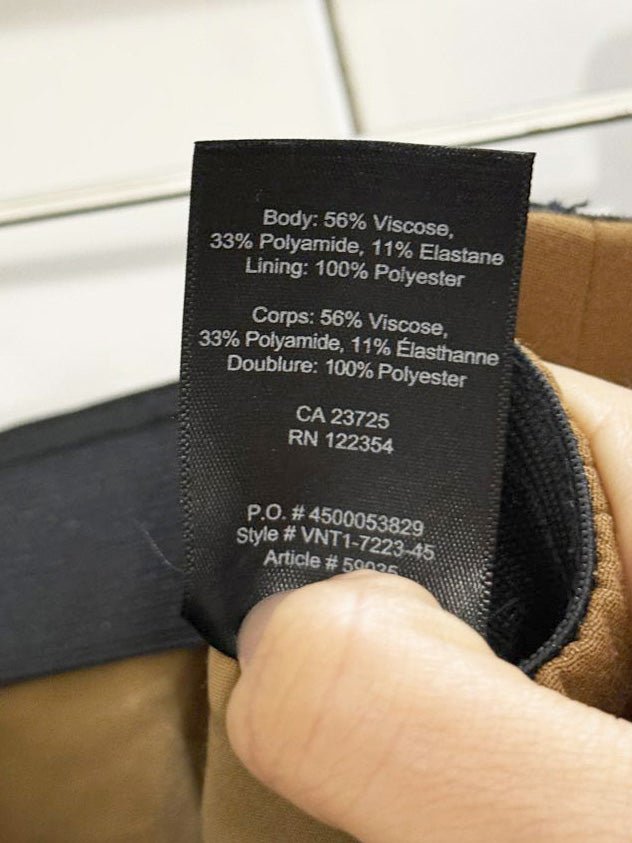 Body: 56% Viscose,
33% Polyamide, 11% Elastane
Lining: 100% Polyester
Corps: 56% Viscose,
33% Polyamide, 11% Élasthanne
Doublure: 100% Polyester
CA 23725
RN 122354
P.O. # 4500053829
Style # VNT1-7223-45
Article #